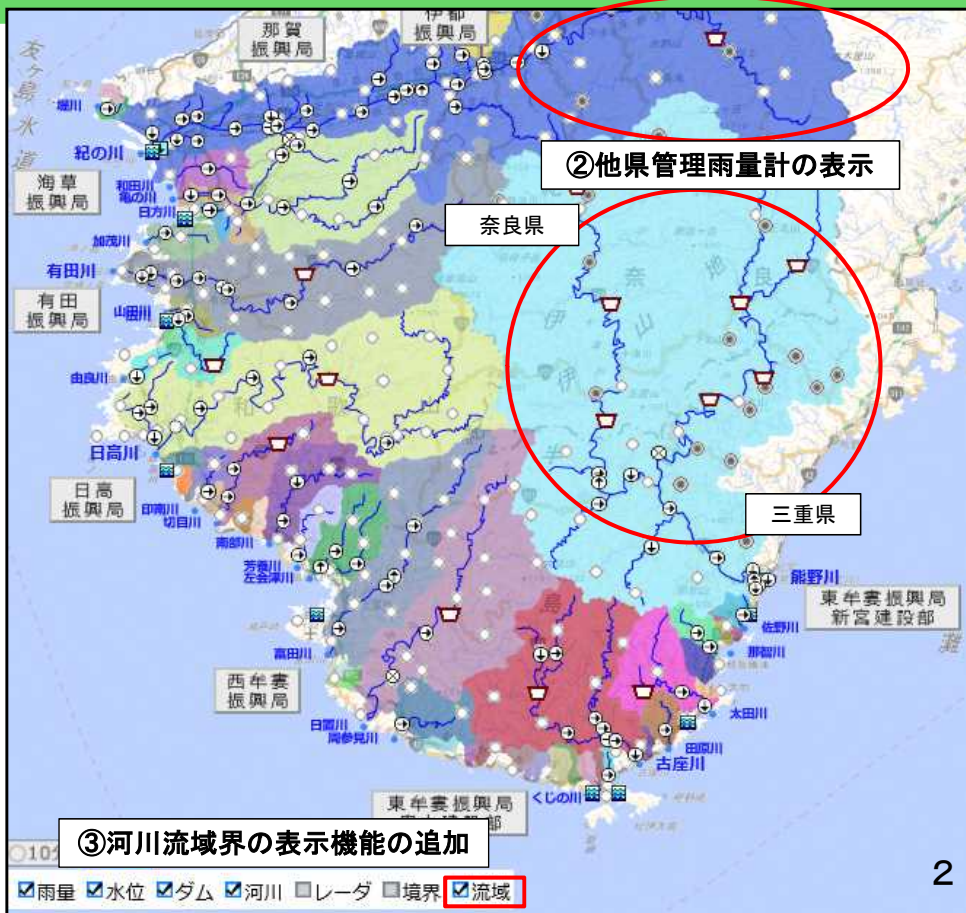 那賀
振興局
伊都
振興局
堀川
紀の川
②他県管理雨量計の表示
海草
振興局
和田川
亀の川
日方川
奈良県
加茂川
有田川
有田
振興局
山田川
由良川
和歌山
日高川
日高
振興局
印南川
切目川
三重県
南部川
芳養川
左会津川
熊野川
東牟婁振興局
新宮建設部
佐野川
那智川
灘
富田川
西牟婁
振興局
日置川
周参見川
太田川
田原川
古座川
くじの川
東牟婁振興局
③河川流域界の表示機能の追加
雨量 水位 ダム 河川 レーダ 境界 流域
2